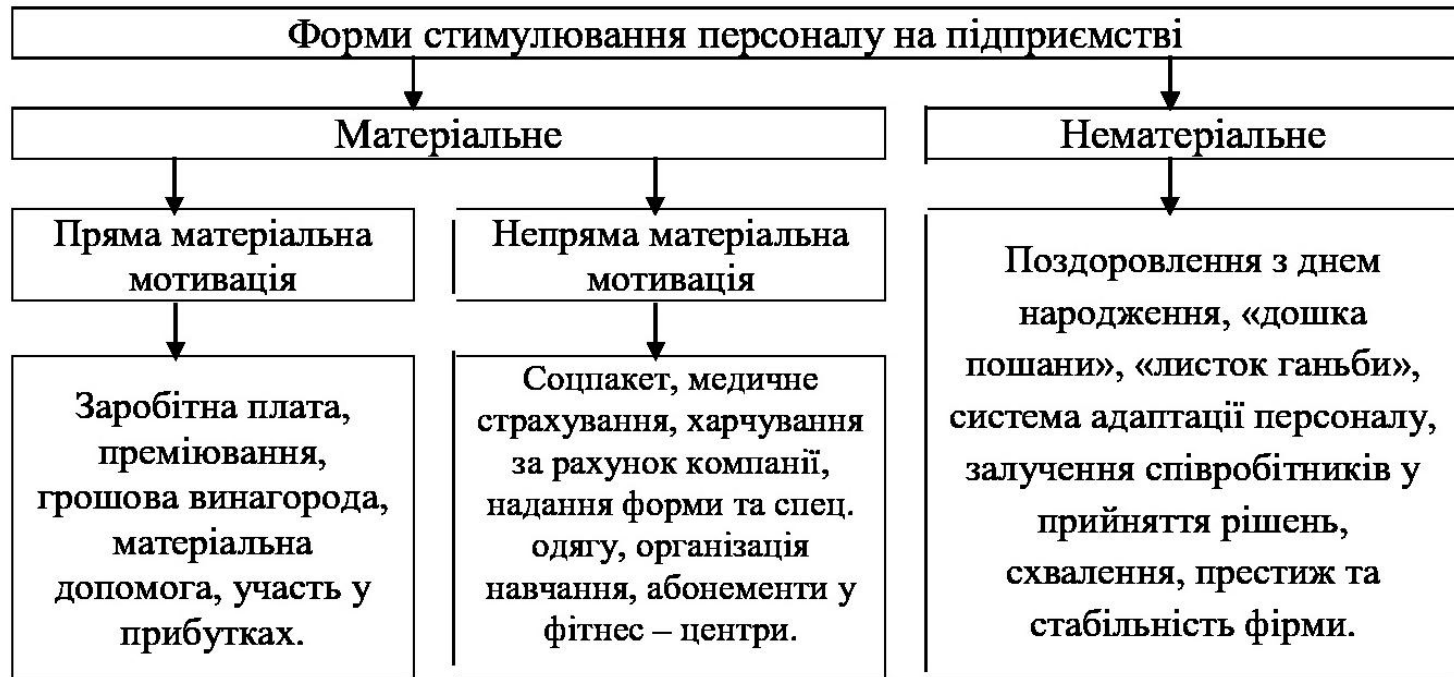 Форми стимулювання персоналу на підприємстві
Матеріальне
Нематеріальне
Пряма матеріальна
мотивація
Непряма матеріальна
мотивація
Заробітна плата,
преміювання,
грошова винагорода,
матеріальна
допомога, участь у
прибутках.
Соцпакет, медичне
страхування, харчування
за рахунок компанії,
надання форми та спец.
одягу, організація
навчання, абонементи у
фітнес – центри.
Поздоровлення з днем
народження, «дошка
пошани», «листок ганьби»,
система адаптації персоналу,
залучення співробітників у
прийняття рішень,
схвалення, престиж та
стабільність фірми.